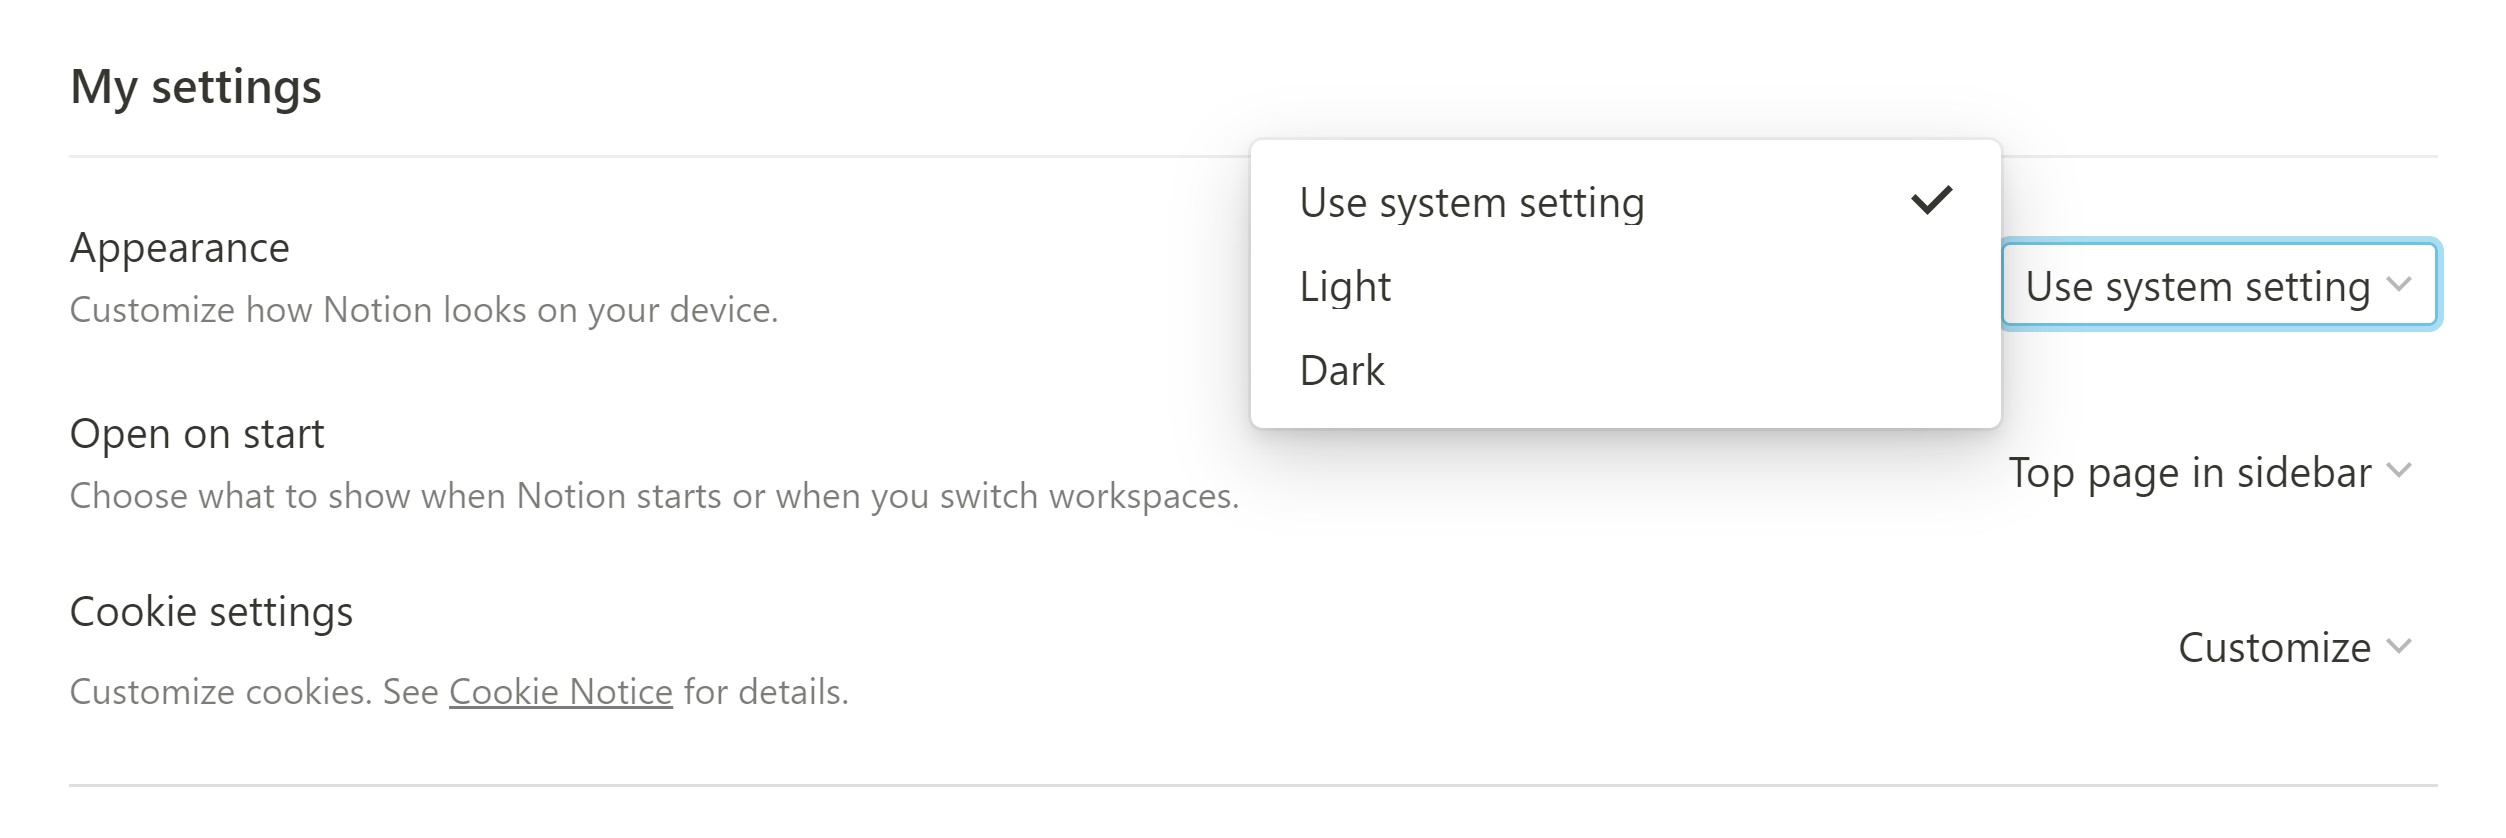 My settings
Appearance
Customize how Notion looks on your device.
Use system setting
Use system setting
Light
Dark
Open on start
Choose what to show when Notion starts or when you switch workspaces.
Top page in sidebar
Cookie settings
Customize cookies. See Cookie Notice for details.
Customize